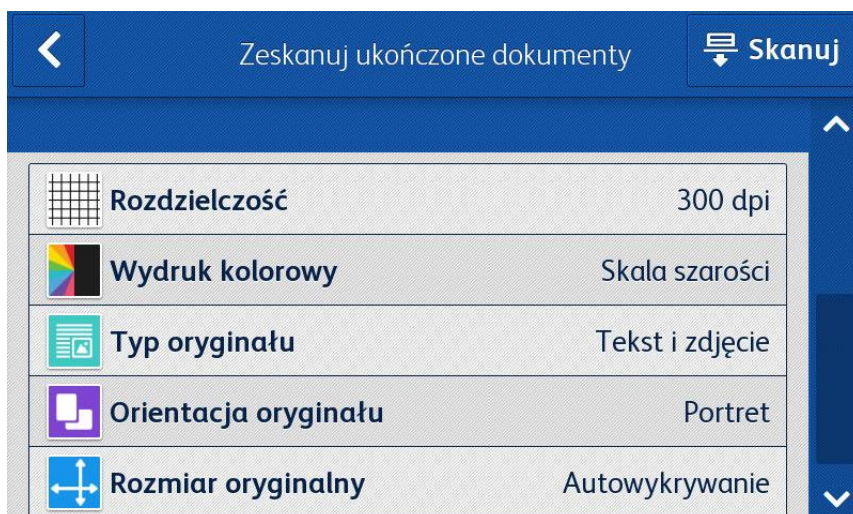 Zeskanuj ukończone dokumenty
Skanuj
Rozdzielczość 300 dpi
Wydruk kolorowy Skala szarości
Typ oryginału Tekst i zdjęcie
Orientacja oryginału Portret
Rozmiar oryginalny Autowykrywanie